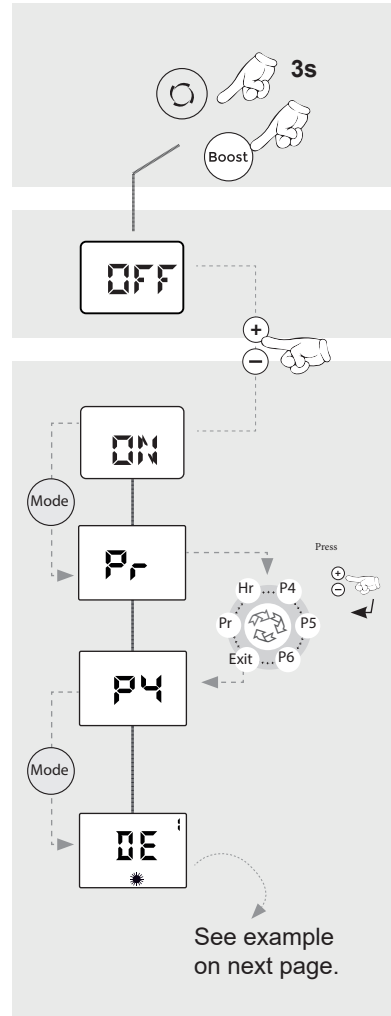 3s
Boost
OFF
+
−
ON
Mode
Pr
Press
+
−
Hr ... P4
Pr P5
Exit ... P6
P4
Mode
DE 1
See example
on next page.